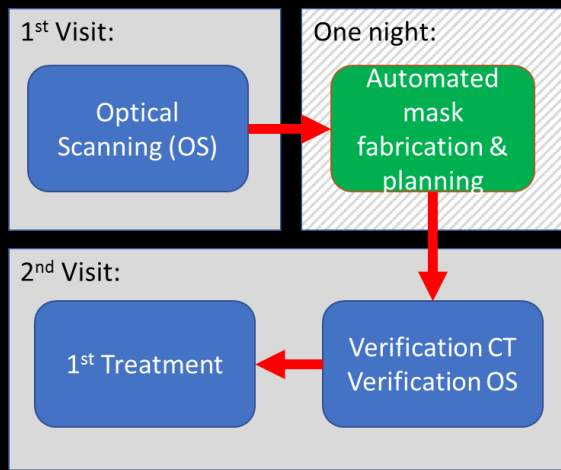 1st Visit:
Optical
Scanning (OS)
One night:
Automated
mask
fabrication &
planning
2nd Visit:
1st Treatment
Verification CT
Verification OS